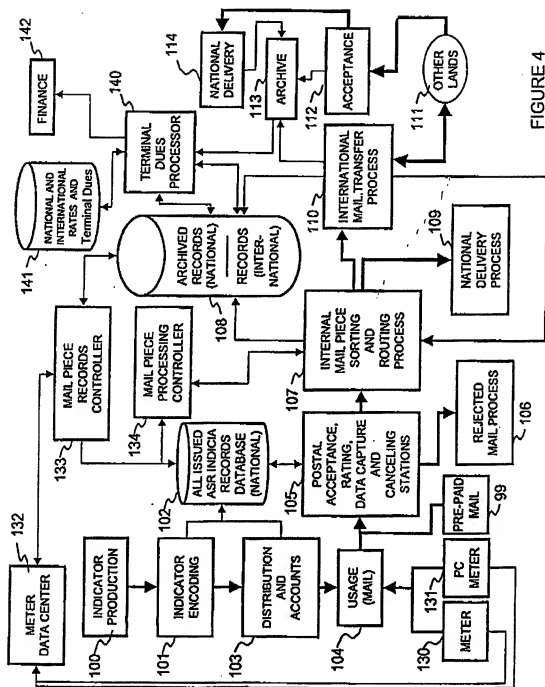 142
FINANCE
140
TERMINAL
DUES
PROCESSOR
114
NATIONAL
DELIVERY
113
ARCHIVE
112
ACCEPTANCE
OTHER
LANDS
111
NATIONAL AND
INTERNATIONAL
RATES AND
Terminal Dues
141
ARCHIVED
RECORDS
(NATIONAL)
RECORDS
(INTER-
NATIONAL)
108
INTERNATIONAL
MAIL TRANSFER
PROCESS
110
MAIL PIECE
RECORDS
CONTROLLER
133
MAIL PIECE
PROCESSING
CONTROLLER
134
INTERNAL
MAIL PIECE
SORTING
AND
ROUTING
PROCESS
107
NATIONAL
DELIVERY
PROCESS
109
132
METER
DATA CENTER
ALL ISSUED
ASR INDICIA
RECORDS
DATABASE
(NATIONAL)
102
POSTAL
ACCEPTANCE,
RATING,
DATA CAPTURE
AND
CANCELING
STATIONS
105
REJECTED
MAIL PROCESS
106
INDICATOR
PRODUCTION
100
INDICATOR
ENCODING
101
DISTRIBUTION
AND
ACCOUNTS
103
USAGE
(MAIL)
104
PRE-PAID
MAIL
99
METER
130
PC
METER
131
FIGURE 4